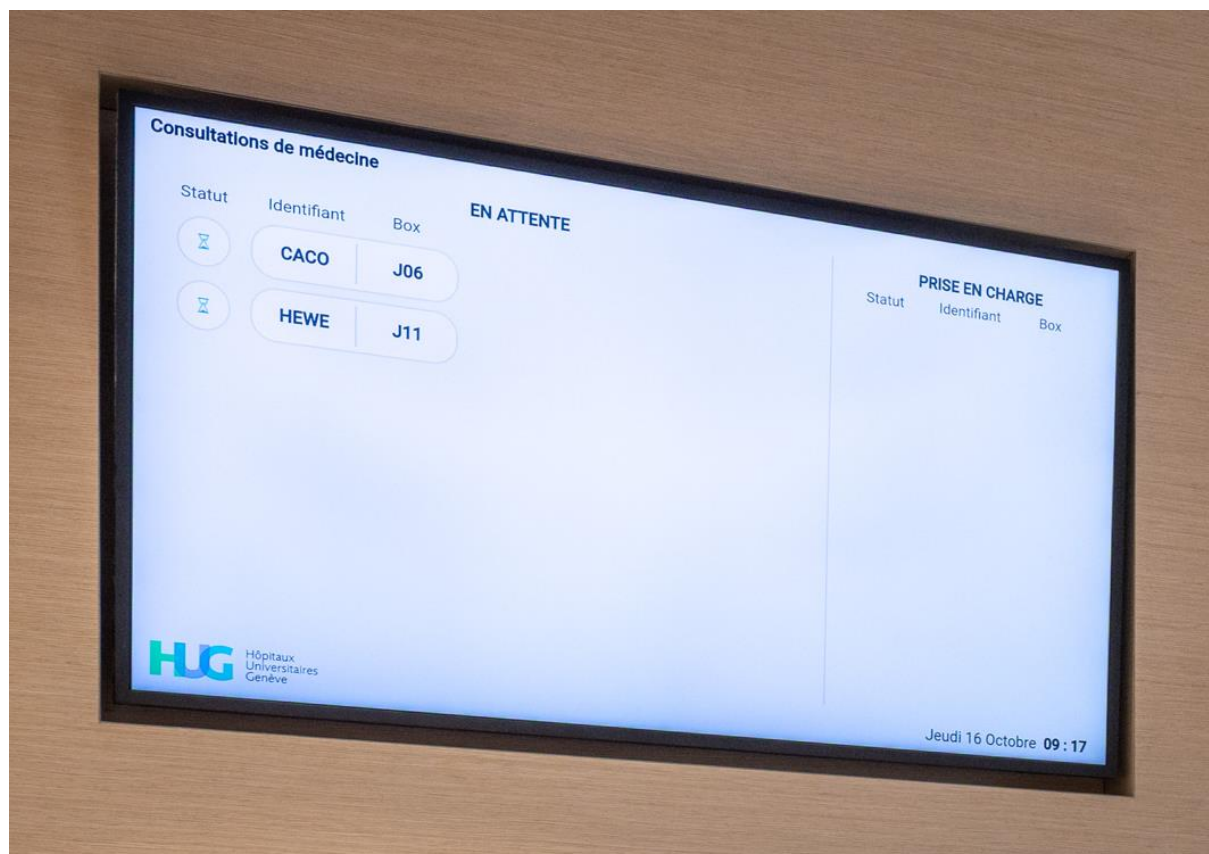 Consultations de médecine
EN ATTENTE
Statut Identifiant Box
CACO J06
HEWE J11
PRISE EN CHARGE
Statut Identifiant Box
HUG
Hôpitaux
Universitaires
Genève
Jeudi 16 Octobre 09 : 17